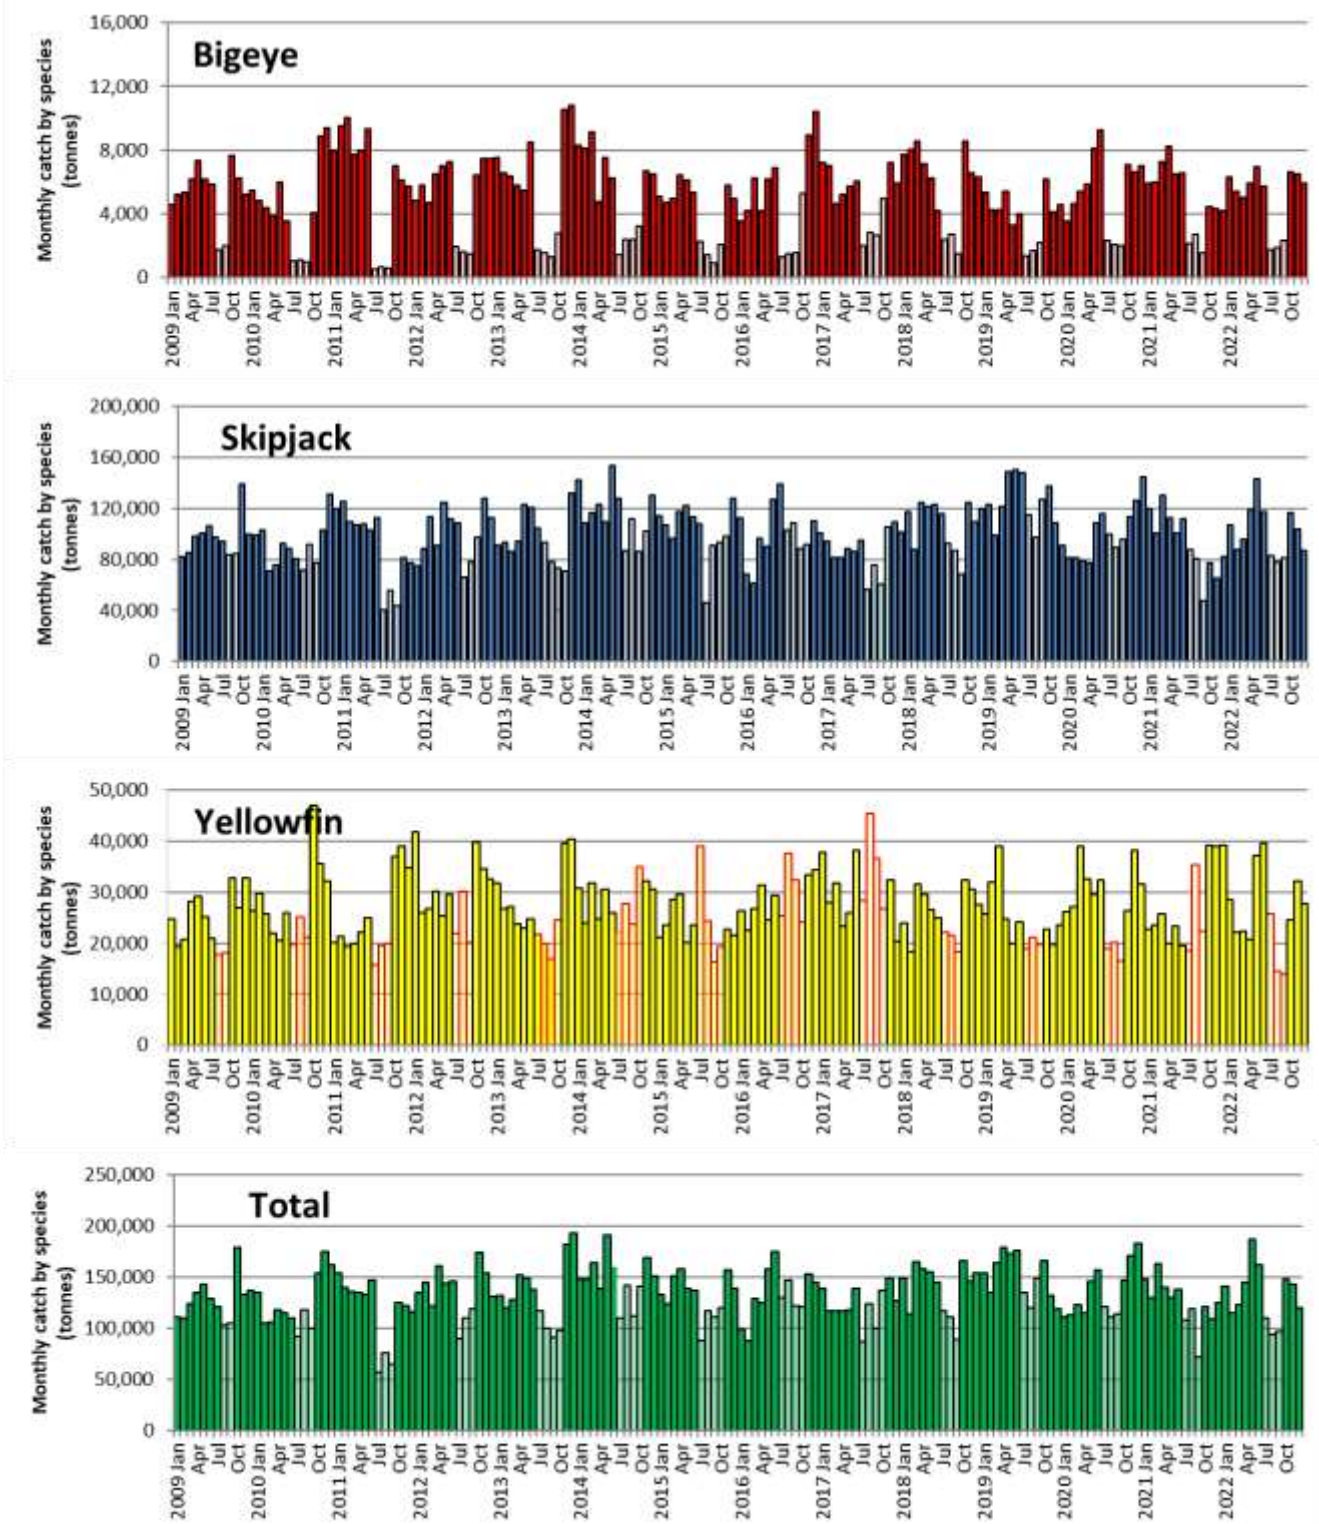 Monthly catch by species
(tonnes)
Bigeye
16,000
12,000
8,000
4,000
0
2009 Jan Apr Jul Oct 2010 Jan Apr Jul Oct 2011 Jan Apr Jul Oct 2012 Jan Apr Jul Oct 2013 Jan Apr Jul Oct 2014 Jan Apr Jul Oct 2015 Jan Apr Jul Oct 2016 Jan Apr Jul Oct 2017 Jan Apr Jul Oct 2018 Jan Apr Jul Oct 2019 Jan Apr Jul Oct 2020 Jan Apr Jul Oct 2021 Jan Apr Jul Oct 2022 Jan Apr Jul Oct
Monthly catch by species
(tonnes)
Skipjack
200,000
160,000
120,000
80,000
40,000
0
2009 Jan Apr Jul Oct 2010 Jan Apr Jul Oct 2011 Jan Apr Jul Oct 2012 Jan Apr Jul Oct 2013 Jan Apr Jul Oct 2014 Jan Apr Jul Oct 2015 Jan Apr Jul Oct 2016 Jan Apr Jul Oct 2017 Jan Apr Jul Oct 2018 Jan Apr Jul Oct 2019 Jan Apr Jul Oct 2020 Jan Apr Jul Oct 2021 Jan Apr Jul Oct 2022 Jan Apr Jul Oct
Monthly catch by species
(tonnes)
Yellowfin
50,000
40,000
30,000
20,000
10,000
0
2009 Jan Apr Jul Oct 2010 Jan Apr Jul Oct 2011 Jan Apr Jul Oct 2012 Jan Apr Jul Oct 2013 Jan Apr Jul Oct 2014 Jan Apr Jul Oct 2015 Jan Apr Jul Oct 2016 Jan Apr Jul Oct 2017 Jan Apr Jul Oct 2018 Jan Apr Jul Oct 2019 Jan Apr Jul Oct 2020 Jan Apr Jul Oct 2021 Jan Apr Jul Oct 2022 Jan Apr Jul Oct
Monthly catch by species
(tonnes)
Total
250,000
200,000
150,000
100,000
50,000
0
2009 Jan Apr Jul Oct 2010 Jan Apr Jul Oct 2011 Jan Apr Jul Oct 2012 Jan Apr Jul Oct 2013 Jan Apr Jul Oct 2014 Jan Apr Jul Oct 2015 Jan Apr Jul Oct 2016 Jan Apr Jul Oct 2017 Jan Apr Jul Oct 2018 Jan Apr Jul Oct 2019 Jan Apr Jul Oct 2020 Jan Apr Jul Oct 2021 Jan Apr Jul Oct 2022 Jan Apr Jul Oct